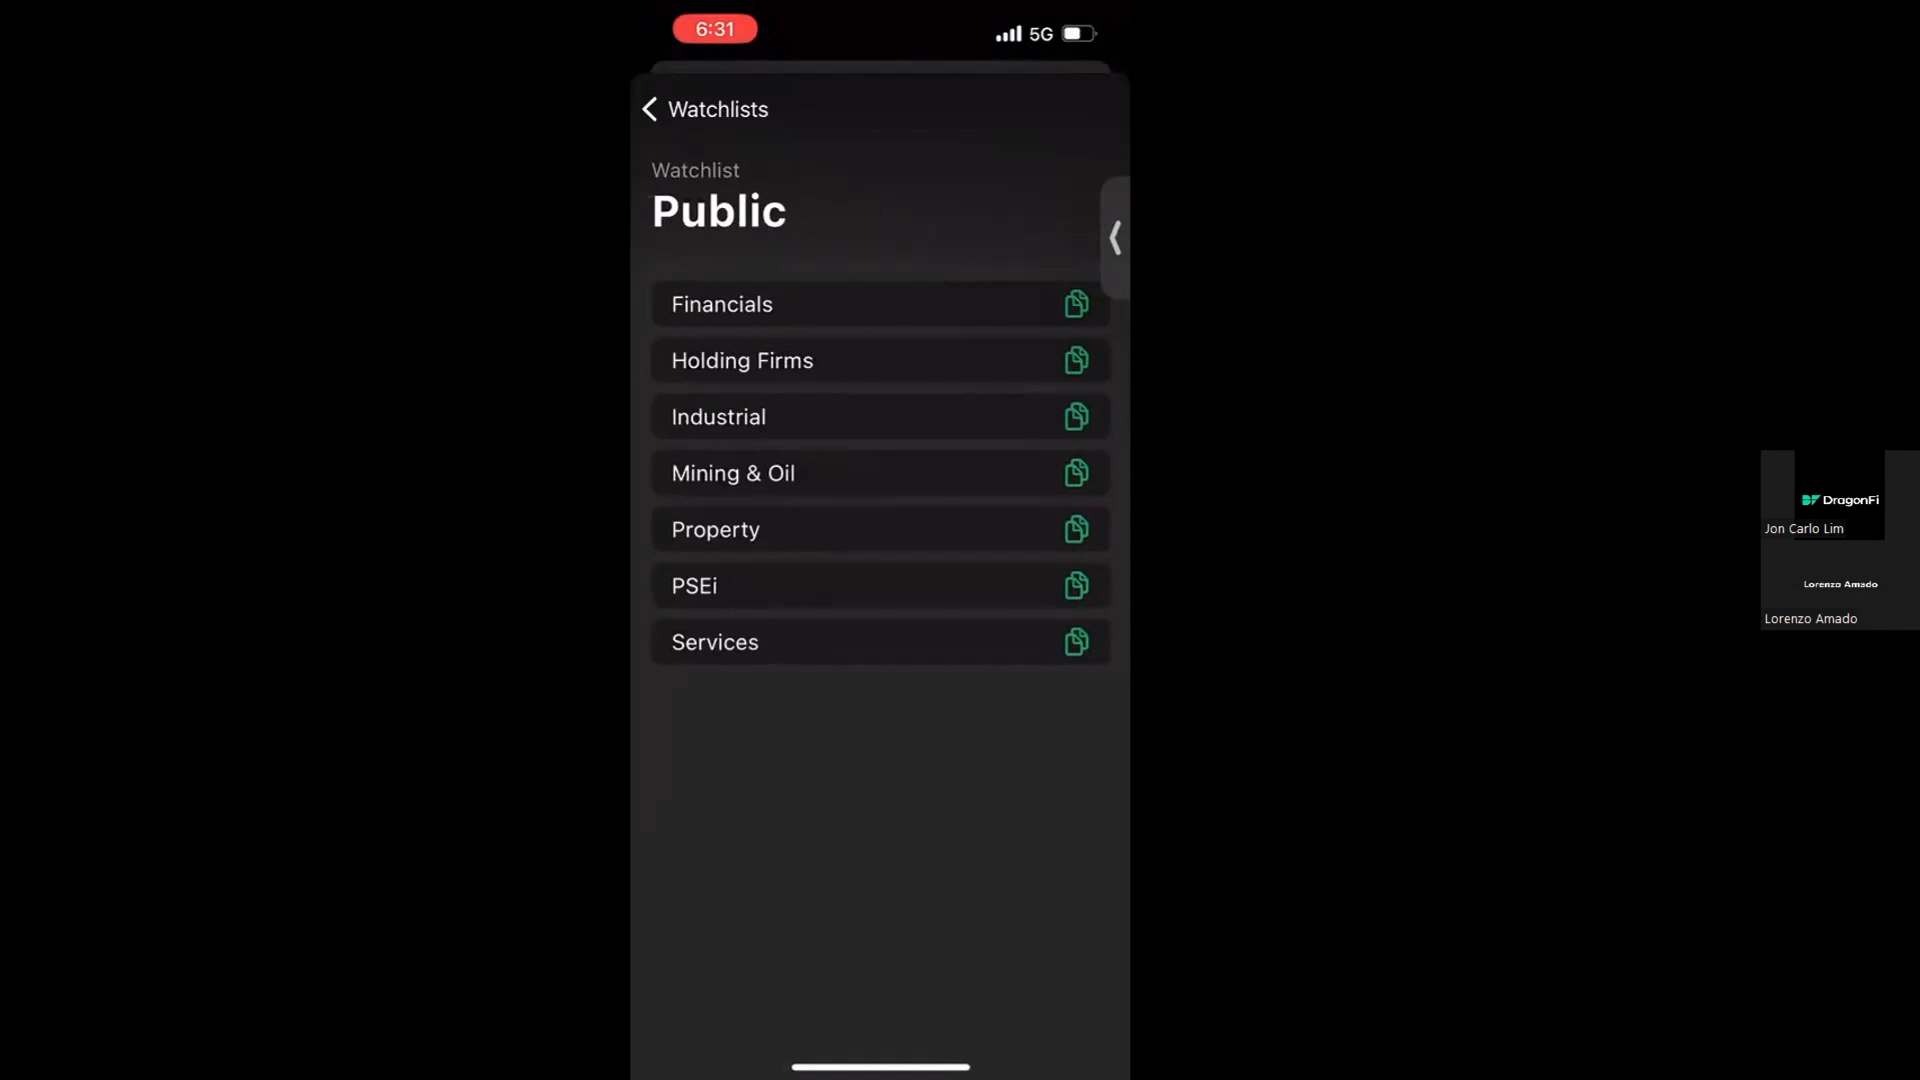 6:31
5G
Watchlists
Watchlist
Public
Financials
Holding Firms
Industrial
Mining & Oil
Property
PSEi
Services
DragonFi
Jon Carlo Lim
Lorenzo Amado
Lorenzo Amado